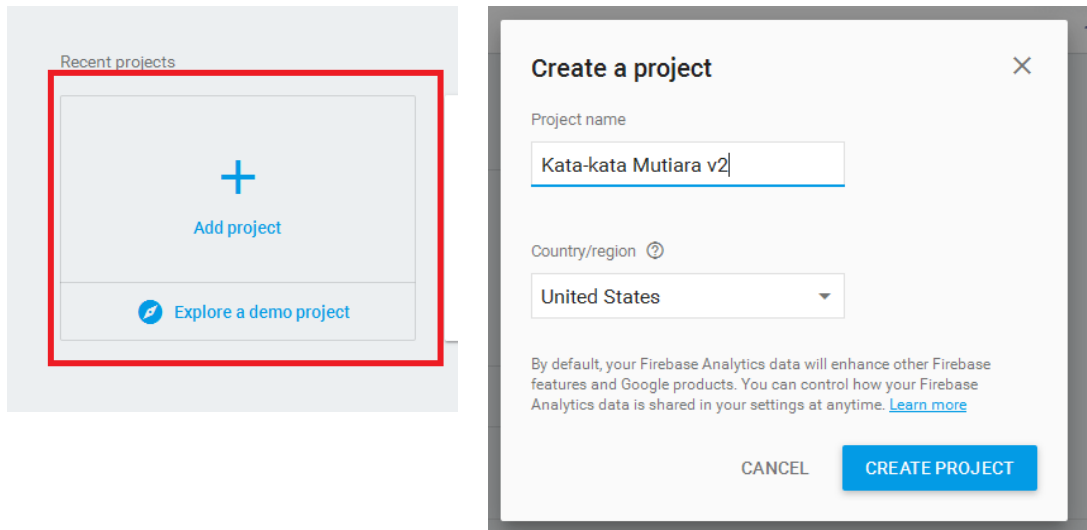 Recent projects
Add project
Explore a demo project
Create a project
Project name
Kata-kata Mutiara v2
Country/region
United States
By default, your Firebase Analytics data will enhance other Firebase
features and Google products. You can control how your Firebase
Analytics data is shared in your settings at anytime. Learn more
CANCEL
CREATE PROJECT